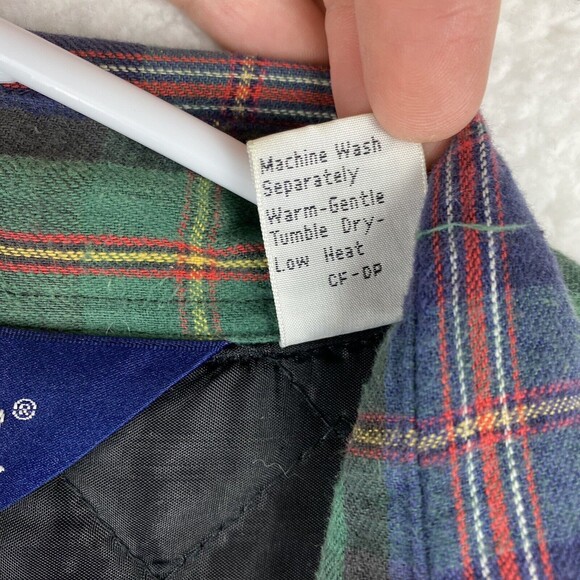 Machine Wash
Separately
Warm-Gentle
Tumble Dry-
Low Heat
CF-DP
®